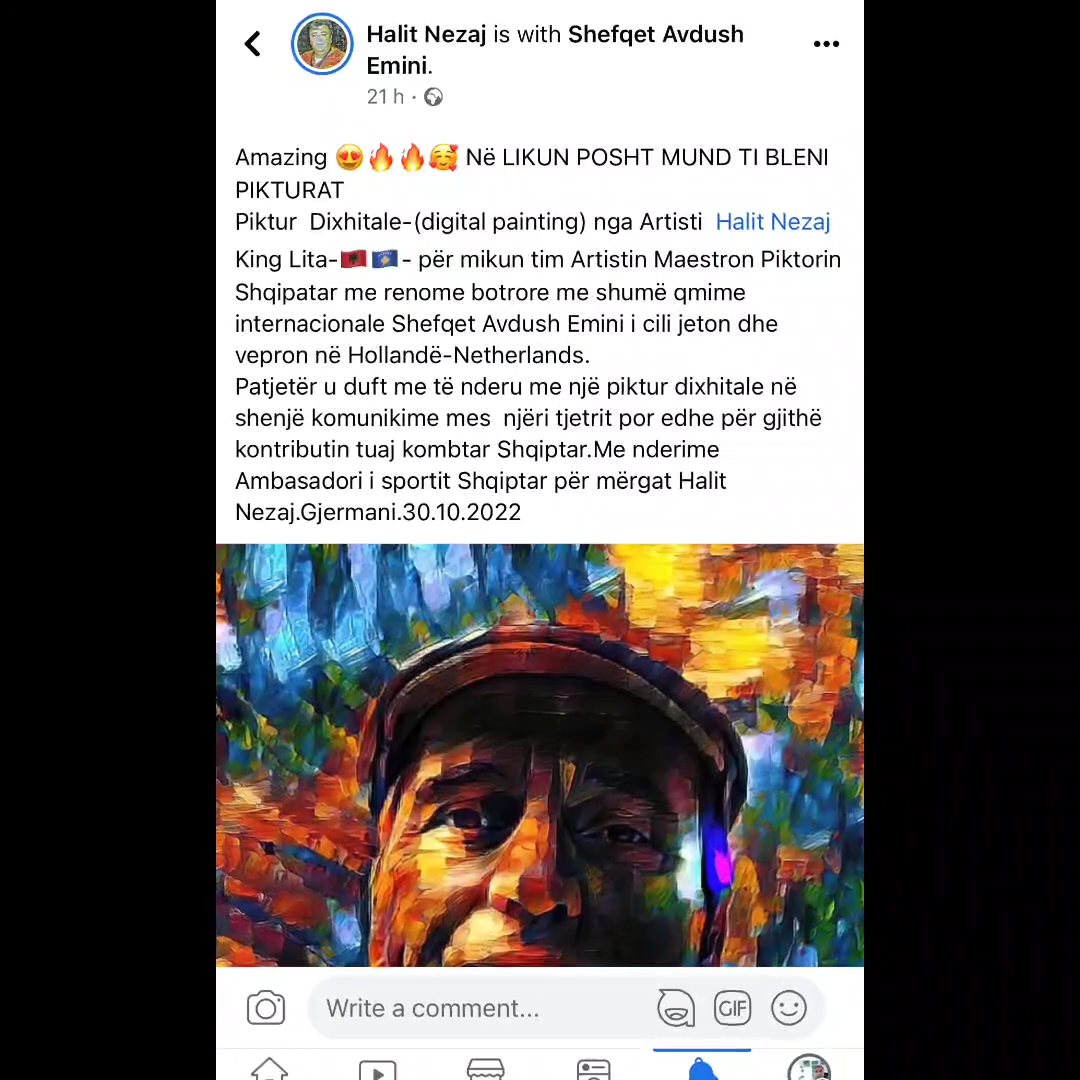 Halit Nezaj is with Shefqet Avdush
Emini.
21 h ·
Amazing 😍🔥🔥🥰 Në LIKUN POSHT MUND TI BLENI
PIKTURAT
Piktur Dixhitale-(digital painting) nga Artisti Halit Nezaj
King Lita-🇦🇱🇽🇰- për mikun tim Artistin Maestron Piktorin
Shqipatar me renome botrore me shumë qmime
internacionale Shefqet Avdush Emini i cili jeton dhe
vepron në Hollandë-Netherlands.
Patjetër u duft me të nderu me një piktur dixhitale në
shenjë komunikime mes njëri tjetrit por edhe për gjithë
kontributin tuaj kombtar Shqiptar.Me nderime
Ambasadori i sportit Shqiptar për mërgat Halit
Nezaj.Gjermani.30.10.2022
Write a comment...
GIF